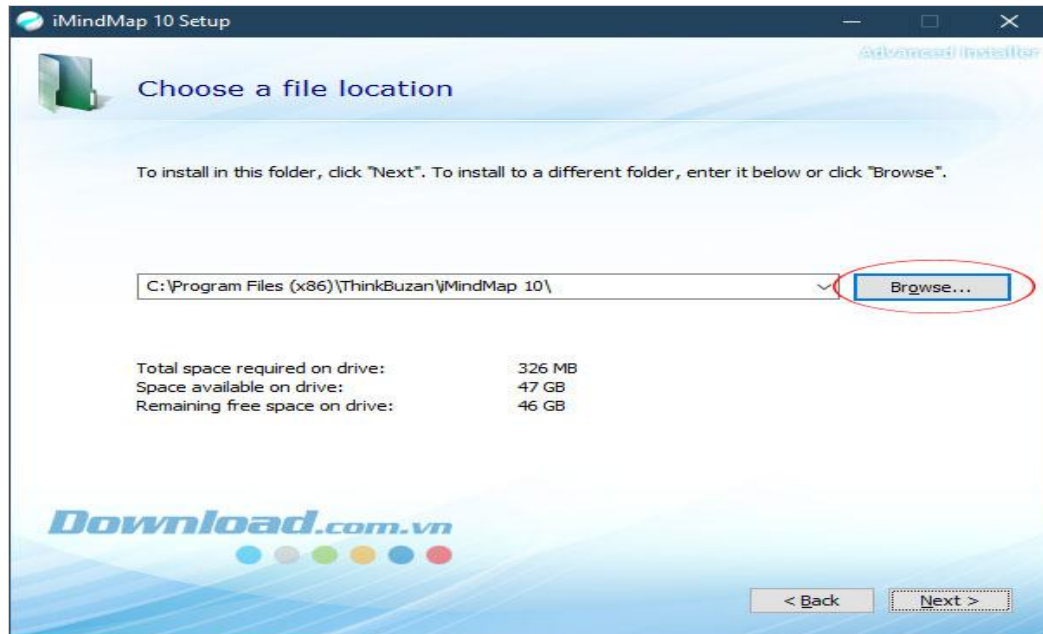 iMindMap 10 Setup
Advanced Installer
Choose a file location
To install in this folder, click "Next". To install to a different folder, enter it below or click "Browse".
C:\Program Files (x86)\ThinkBuzan\iMindMap 10\
Browse...
Total space required on drive: 326 MB
Space available on drive: 47 GB
Remaining free space on drive: 46 GB
Download.com.vn
< Back
Next >